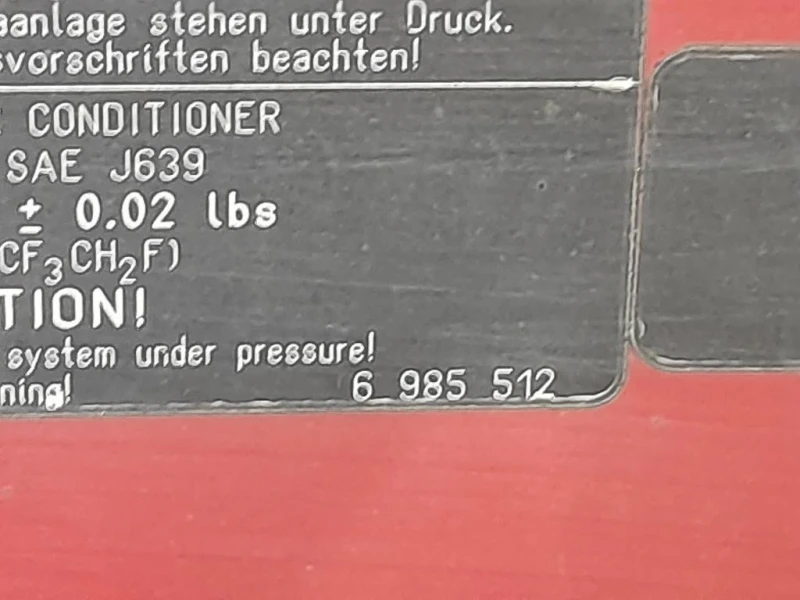 aanlage stehen unter Druck.
svorschriften beachten!
CONDITIONER
SAE J639
± 0.02 lbs
CF₃CH₂F)
TION!
system under pressure!
ning!
6 985 512